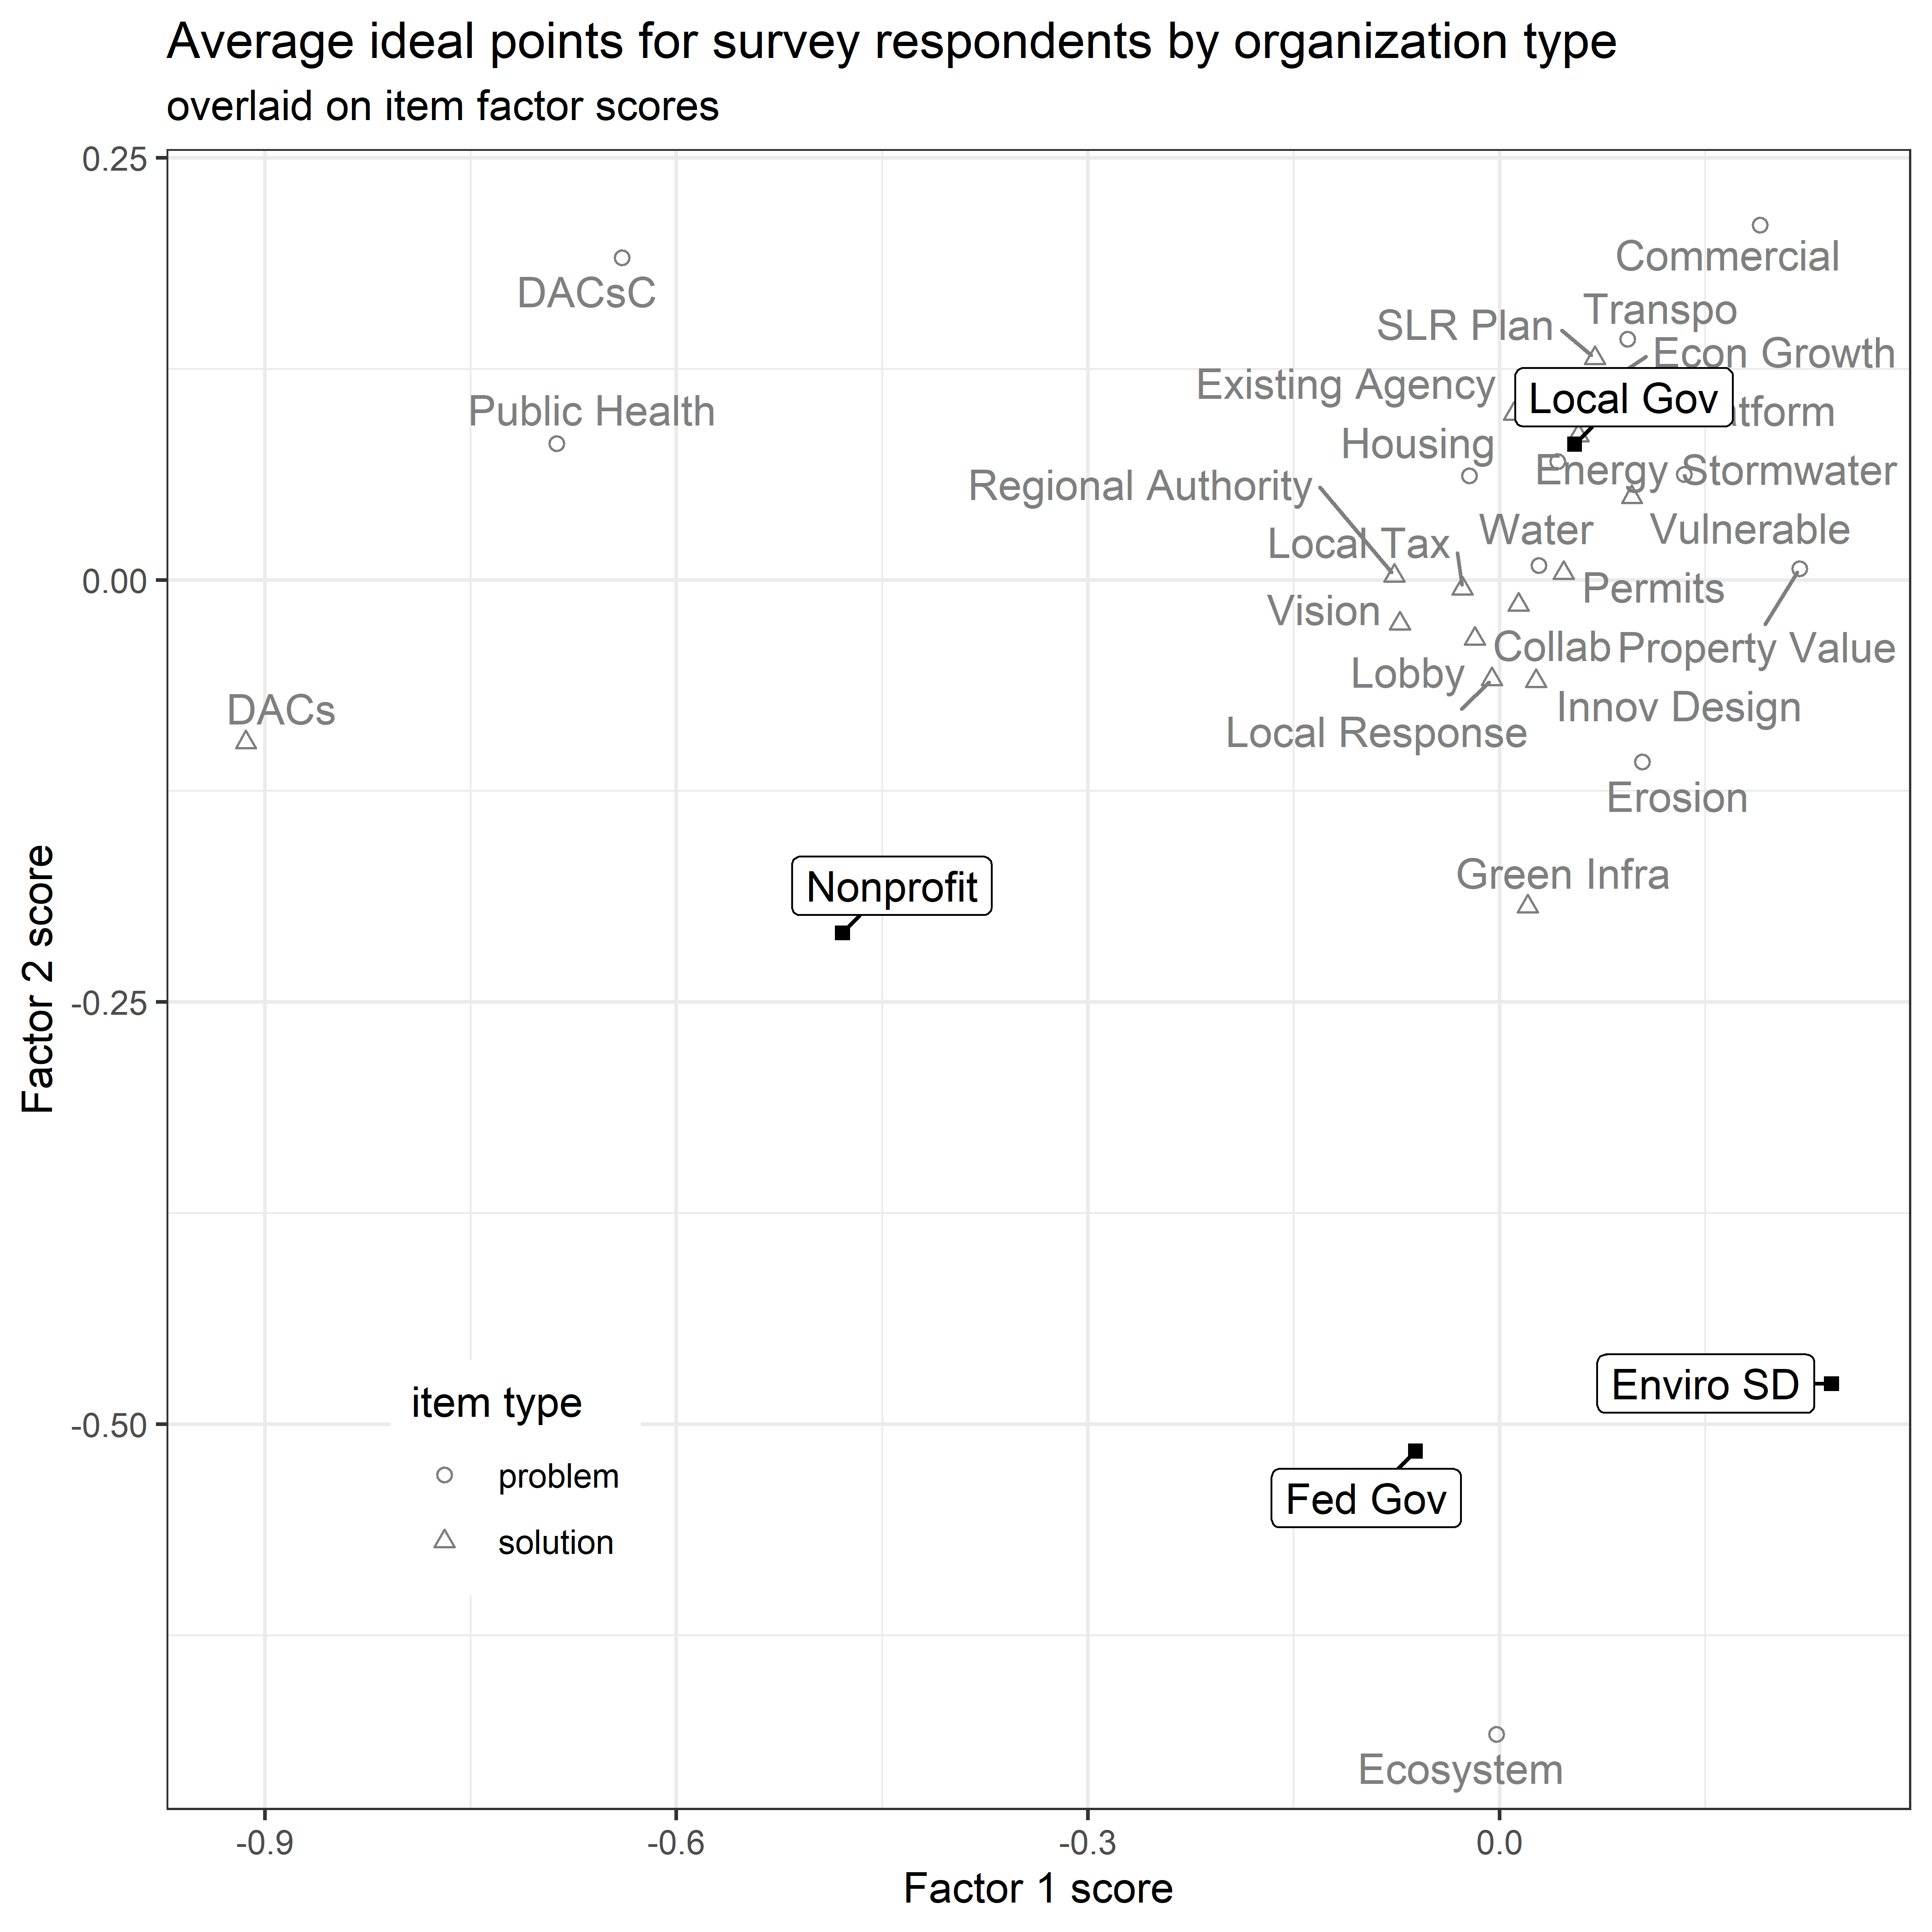 Average ideal points for survey respondents by organization type
overlaid on item factor scores
0.25
0.00
-0.25
-0.50
Factor 2 score
Commercial
DACsC
Transpo
SLR Plan
Econ Growth
Existing Agency
Local Gov
Public Health
Housing
Energy
Stormwater
Regional Authority
Water
Vulnerable
Local Tax
Permits
Vision
Collab
Property Value
Lobby
DACs
Innov Design
Local Response
Erosion
Green Infra
Nonprofit
Enviro SD
Fed Gov
Ecosystem
item type
problem
solution
-0.9
-0.6
-0.3
0.0
Factor 1 score